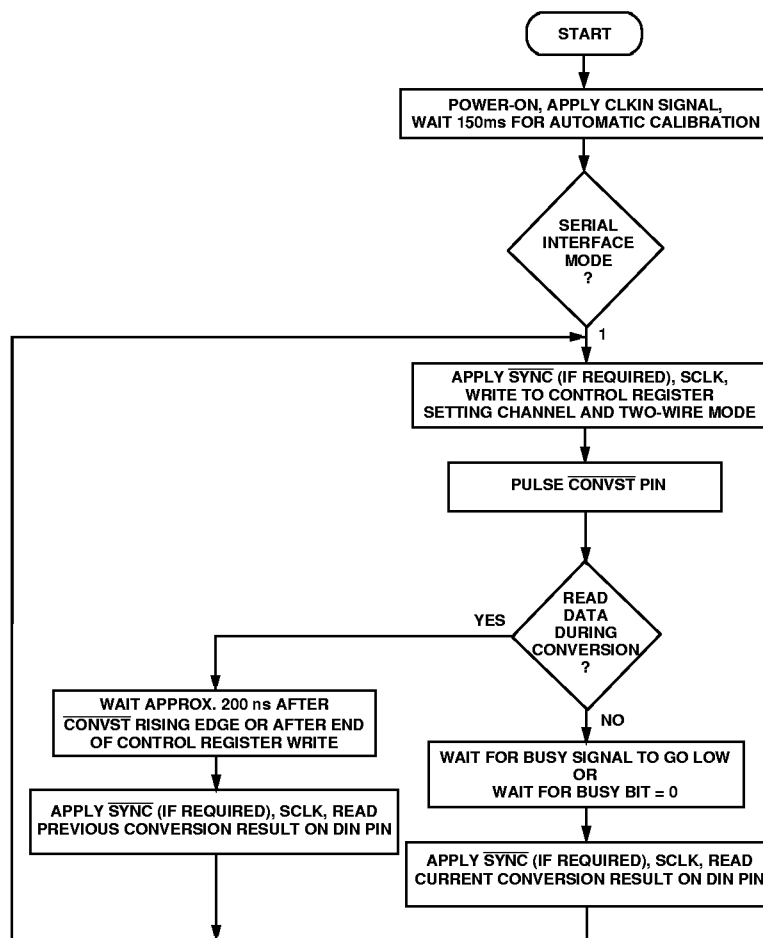 START
POWER-ON, APPLY CLKIN SIGNAL,
WAIT 150ms FOR AUTOMATIC CALIBRATION
SERIAL
INTERFACE
MODE
?
1
APPLY SYNC (IF REQUIRED), SCLK,
WRITE TO CONTROL REGISTER
SETTING CHANNEL AND TWO-WIRE MODE
PULSE CONVST PIN
READ
DATA
DURING
CONVERSION
?
YES
NO
WAIT APPROX. 200 ns AFTER
CONVST RISING EDGE OR AFTER END
OF CONTROL REGISTER WRITE
WAIT FOR BUSY SIGNAL TO GO LOW
OR
WAIT FOR BUSY BIT = 0
APPLY SYNC (IF REQUIRED), SCLK, READ
PREVIOUS CONVERSION RESULT ON DIN PIN
APPLY SYNC (IF REQUIRED), SCLK, READ
CURRENT CONVERSION RESULT ON DIN PIN